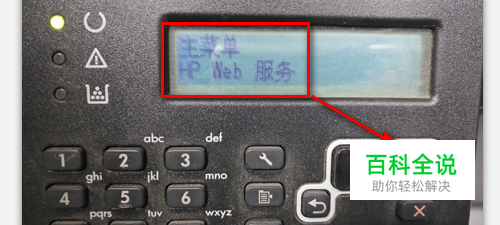 主菜单
HP Web 服务
abc
def
1
2
3
ghi
jkl
mno
4
5
6
pqrs
tuv
wxyz
百科全说
助你轻松解决